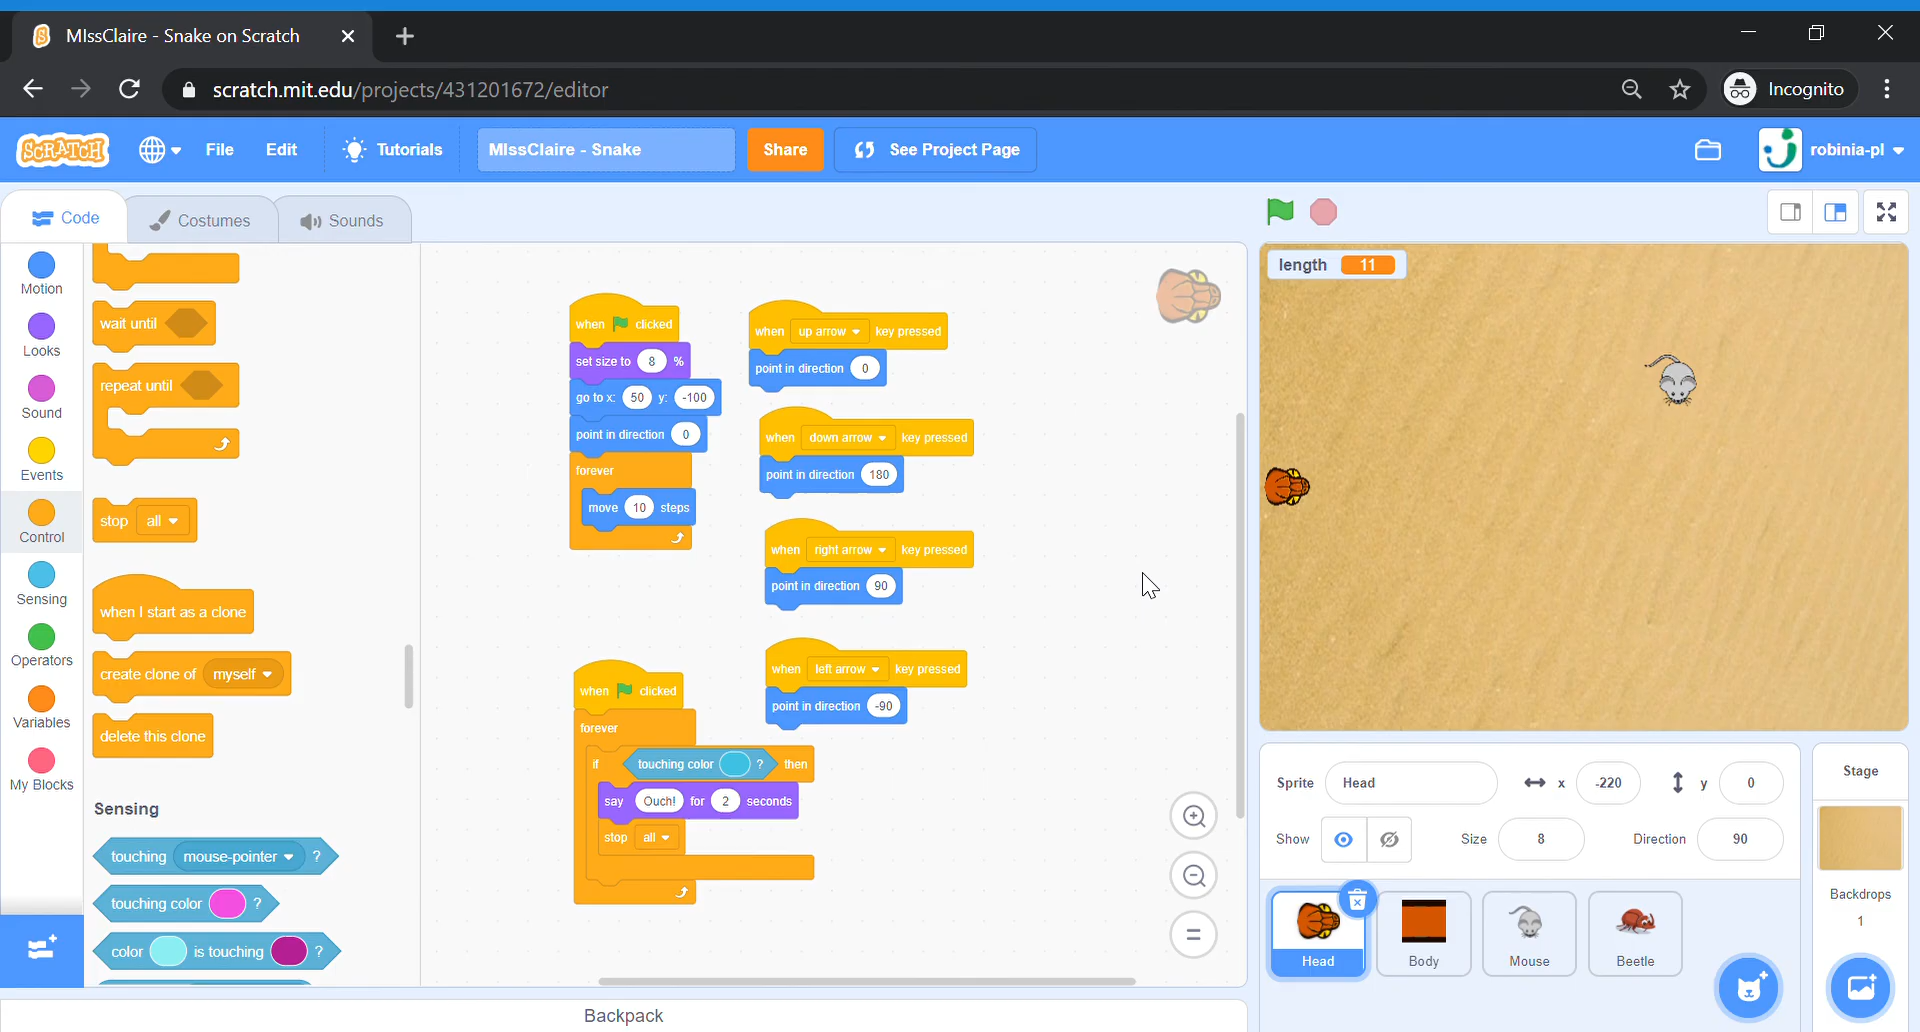 MIssClaire - Snake on Scratch
scratch.mit.edu/projects/431201672/editor
Incognito
SCRATCH
File
Edit
Tutorials
MIssClaire - Snake
Share
See Project Page
robinia-pl
Code
Costumes
Sounds
Motion
Looks
Sound
Events
Control
Sensing
Operators
Variables
My Blocks
wait until
repeat until
stop all
when I start as a clone
create clone of myself
delete this clone
Sensing
touching mouse-pointer ?
touching color ?
color is touching ?
when clicked
set size to 8 %
go to x: 50 y: -100
point in direction 0
forever
move 10 steps
when up arrow key pressed
point in direction 0
when down arrow key pressed
point in direction 180
when right arrow key pressed
point in direction 90
when left arrow key pressed
point in direction -90
when clicked
forever
if touching color ? then
say Ouch! for 2 seconds
stop all
Backpack
length 11
Sprite Head x -220 y 0
Show Size 8 Direction 90
Head
Body
Mouse
Beetle
Stage
Backdrops
1